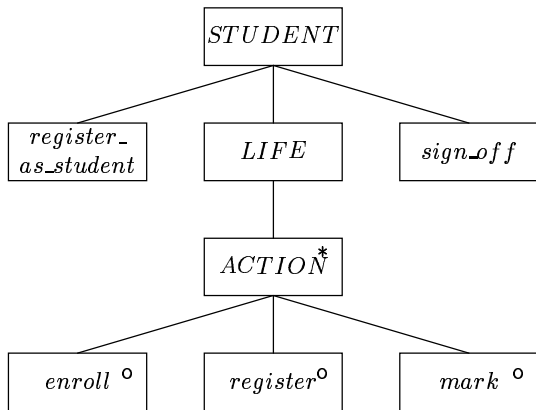 STUDENT
register_
as_student
LIFE
sign_off
ACTION*
enroll o
register o
mark o